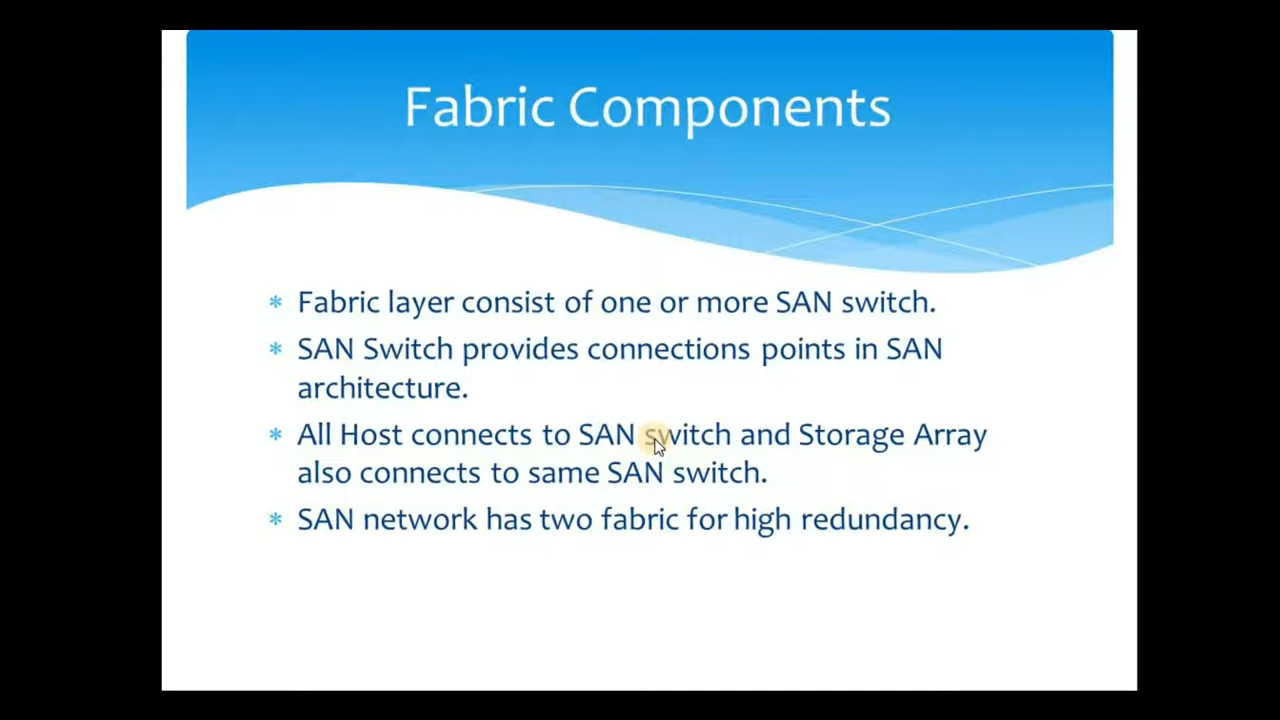 Fabric Components
* Fabric layer consist of one or more SAN switch.
* SAN Switch provides connections points in SAN
architecture.
* All Host connects to SAN switch and Storage Array
also connects to same SAN switch.
* SAN network has two fabric for high redundancy.